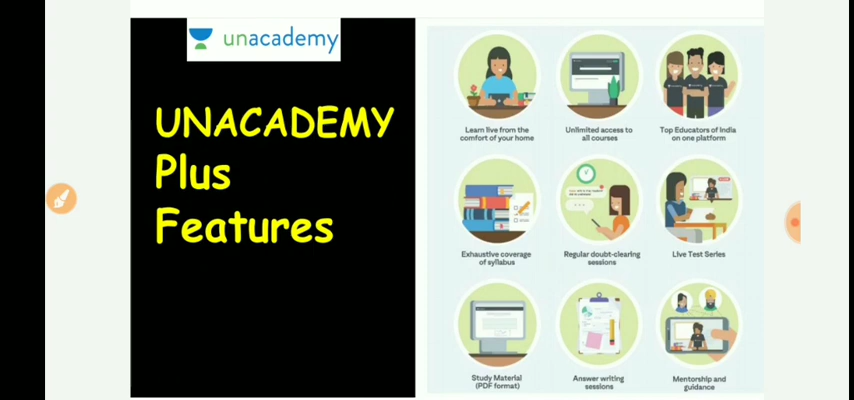 unacademy
UNACADEMY
Plus
Features
Learn live from the
comfort of your home
Unlimited access to
all courses
Top Educators of India
on one platform
Exhaustive coverage
of syllabus
Regular doubt-clearing
sessions
Live Test Series
Study Material
(PDF format)
Answer writing
sessions
Mentorship and
guidance